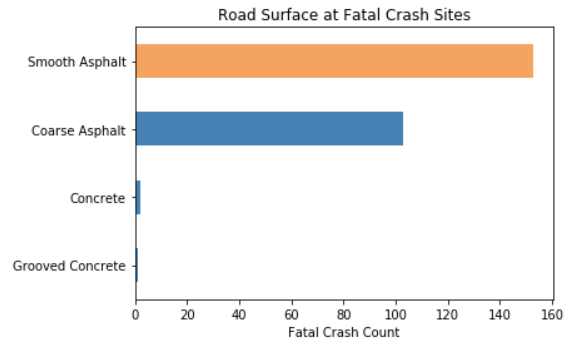 Road Surface at Fatal Crash Sites
Smooth Asphalt
Coarse Asphalt
Concrete
Grooved Concrete
0 20 40 60 80 100 120 140 160
Fatal Crash Count